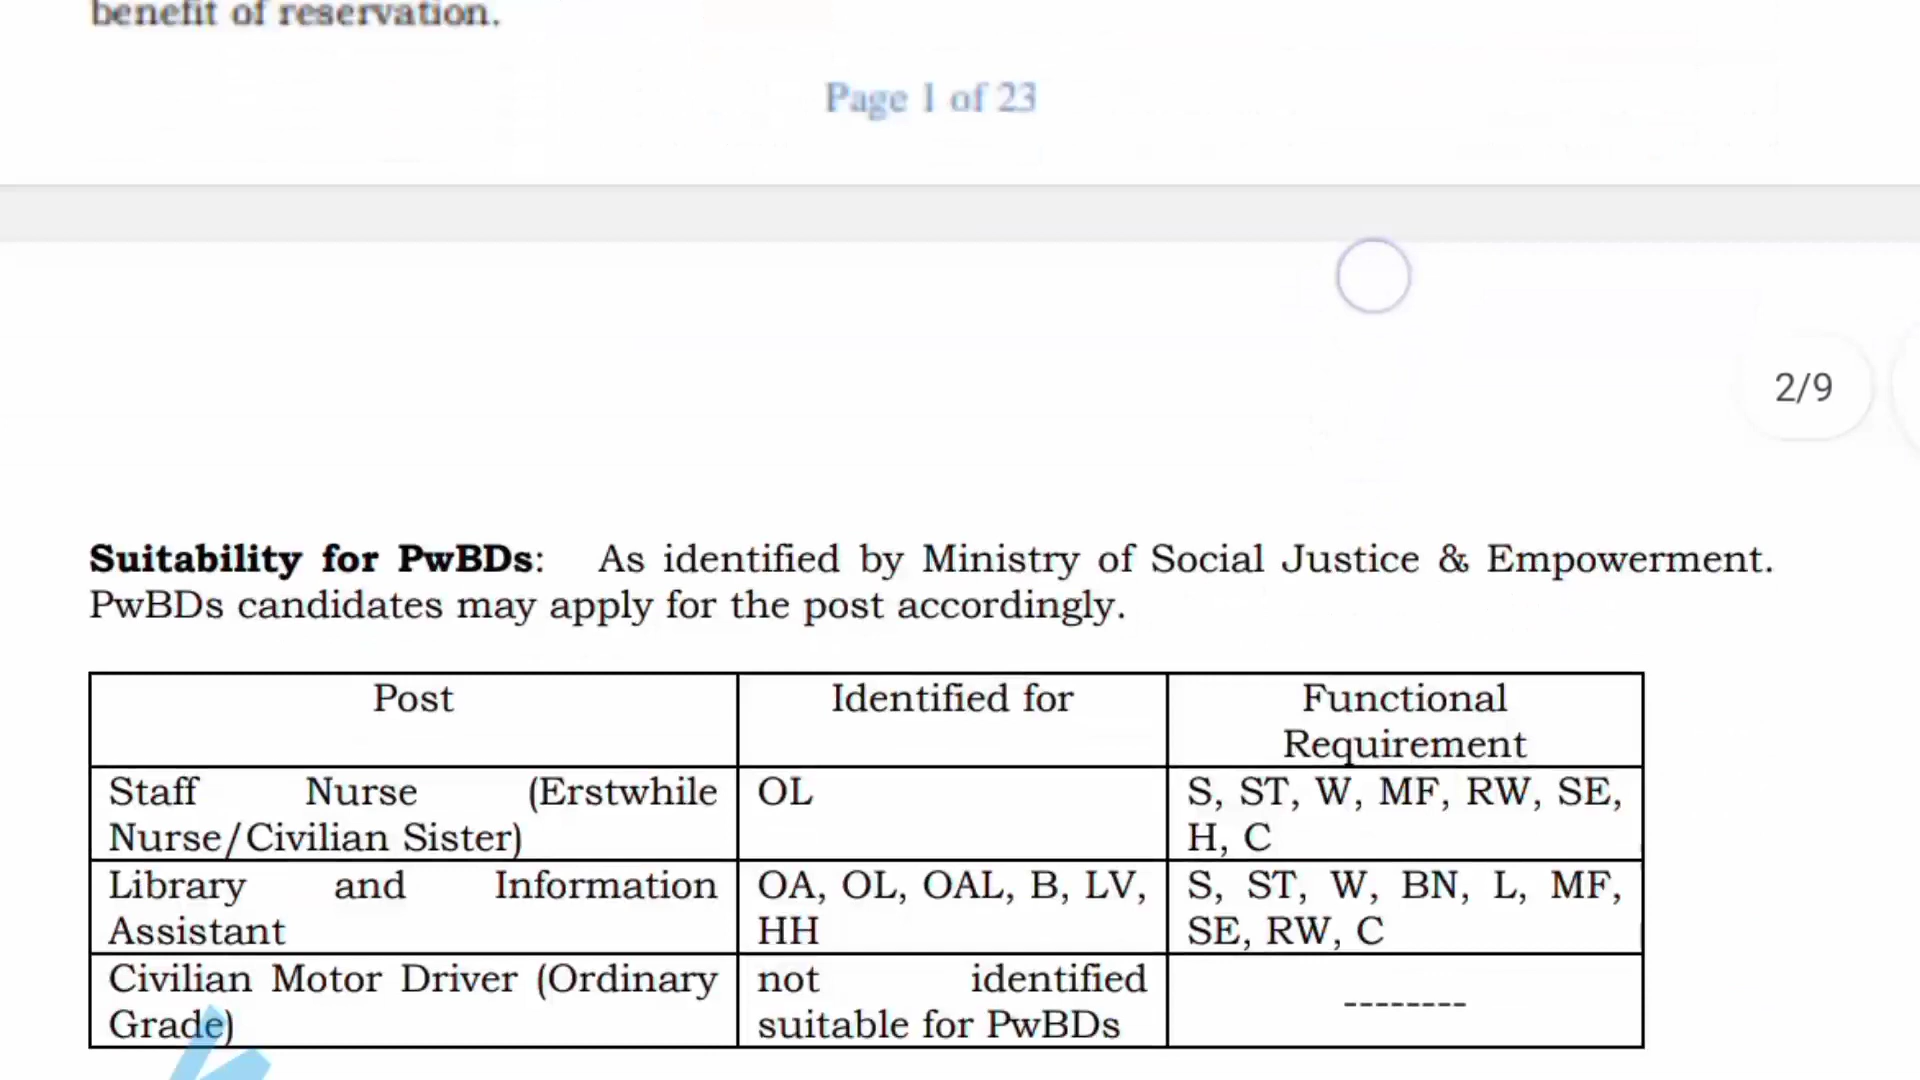 benefit of reservation.
Page 1 of 23
2/9
Suitability for PwBDs: As identified by Ministry of Social Justice & Empowerment.
PwBDs candidates may apply for the post accordingly.
Post Identified for Functional
Requirement
Staff Nurse (Erstwhile OL S, ST, W, MF, RW, SE,
Nurse/Civilian Sister) H, C
Library and Information OA, OL, OAL, B, LV, S, ST, W, BN, L, MF,
Assistant HH SE, RW, C
Civilian Motor Driver (Ordinary not identified --------
Grade) suitable for PwBDs